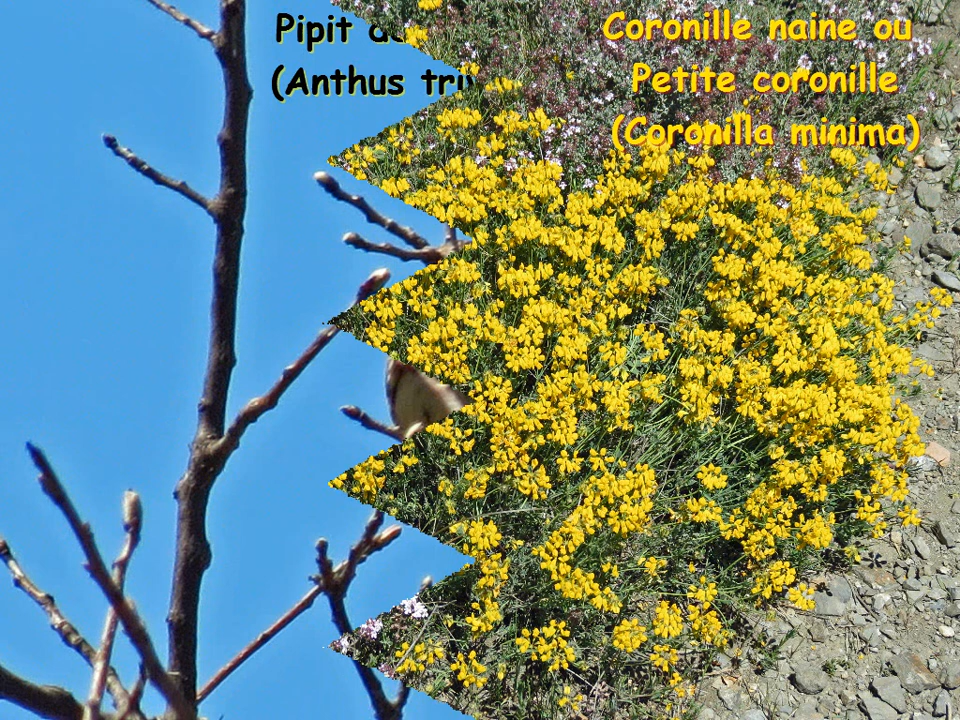 Pipit
(Anthus
Coronille naine ou
Petite coronille
(Coronilla minima)